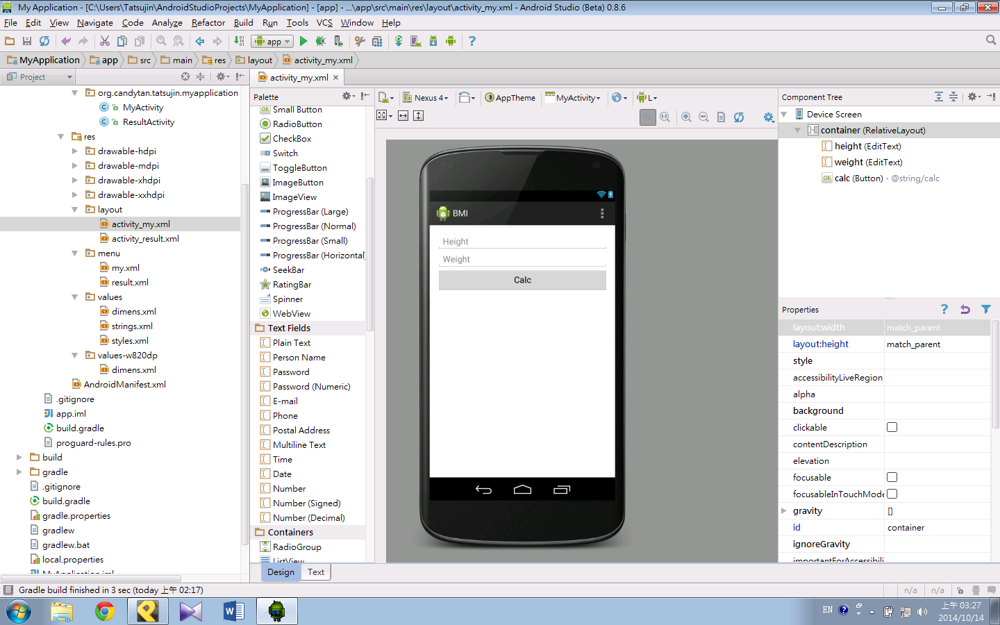 My Application - [C:\Users\Tatsujin\AndroidStudioProjects\MyApplication] - [app] - ...\app\src\main\res\layout\activity_my.xml - Android Studio (Beta) 0.8.6
File Edit View Navigate Code Analyze Refactor Build Run Tools VCS Window Help
app
MyApplication app src main res layout activity_my.xml
Project
org.candytan.tatsujin.myapplication
MyActivity
ResultActivity
res
drawable-hdpi
drawable-mdpi
drawable-xhdpi
drawable-xxhdpi
layout
activity_my.xml
activity_result.xml
menu
my.xml
result.xml
values
dimens.xml
strings.xml
styles.xml
values-w820dp
dimens.xml
AndroidManifest.xml
.gitignore
app.iml
build.gradle
proguard-rules.pro
build
gradle
.gitignore
build.gradle
gradle.properties
gradlew
gradlew.bat
local.properties
MyApplication.iml
activity_my.xml
Palette
Small Button
RadioButton
CheckBox
Switch
ToggleButton
ImageButton
ImageView
ProgressBar (Large)
ProgressBar (Normal)
ProgressBar (Small)
ProgressBar (Horizontal)
SeekBar
RatingBar
Spinner
WebView
Text Fields
Plain Text
Person Name
Password
Password (Numeric)
E-mail
Phone
Postal Address
Multiline Text
Time
Date
Number
Number (Signed)
Number (Decimal)
Containers
RadioGroup
ListView
Design Text
Nexus 4 AppTheme MyActivity L
BMI
Height
Weight
Calc
Component Tree
Device Screen
container (RelativeLayout)
height (EditText)
weight (EditText)
OK calc (Button) - @string/calc
Properties
layout:width match_parent
layout:height match_parent
style
accessibilityLiveRegion
alpha
background
clickable
contentDescription
elevation
focusable
focusableInTouchMode
gravity []
id container
ignoreGravity
importantForAccessibili
Gradle build finished in 3 sec (today 上午 02:17)
n/a n/a
EN
上午 03:27
2014/10/14